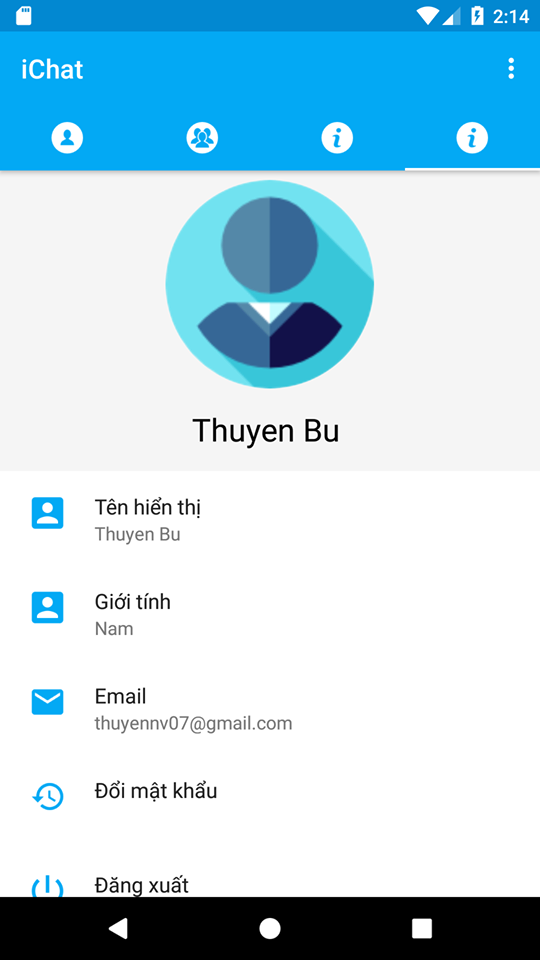 2:14
iChat
Thuyen Bu
Tên hiển thị
Thuyen Bu
Giới tính
Nam
Email
thuyennv07@gmail.com
Đổi mật khẩu
Đăng xuất